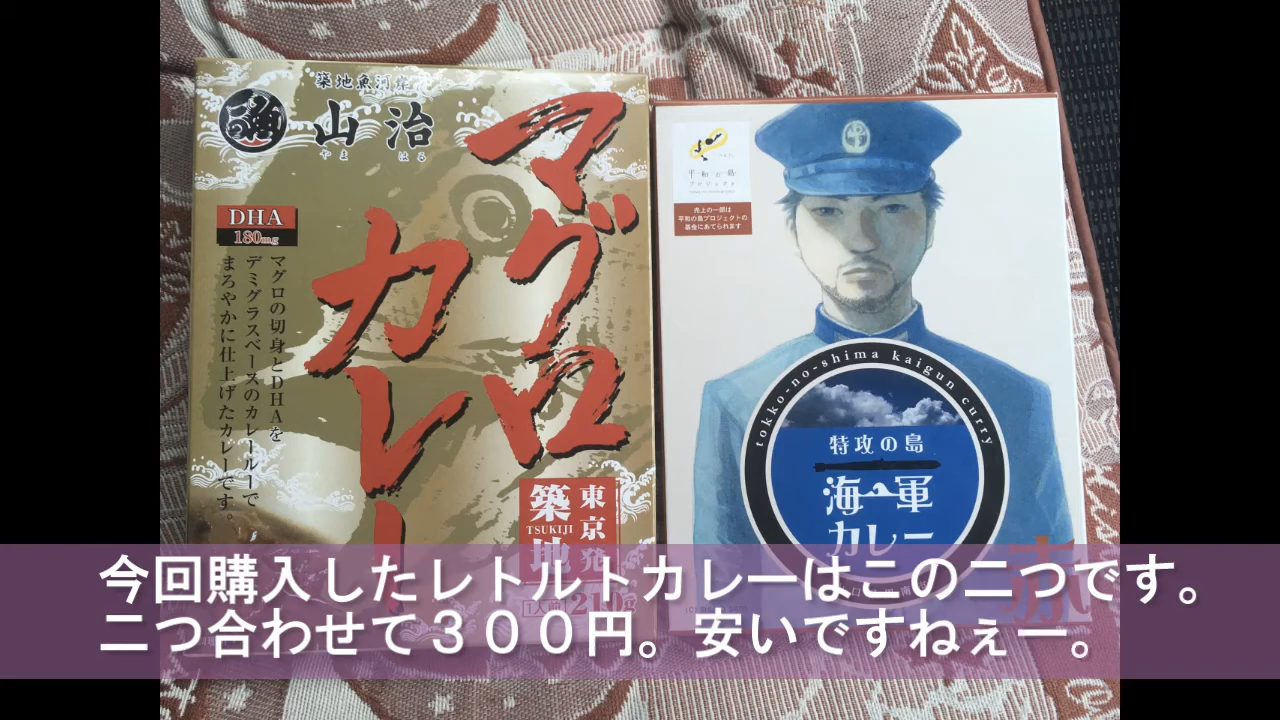 築地魚河岸
山治
やま はる
DHA
180mg
マグロの切身とDHAを
デミグラスベースのカレールーで
まろやかに仕上げたカレーです。
マグロ
カレー
東京発
築地
TSUKIJI
1人前 210g
平和の島
プロジェクト
売上の一部は
平和の島プロジェクトの
基金にあてられます
tokko-no-shima kaigun curry
特攻の島
海軍
カレー
赤
今回購入したレトルトカレーはこの二つです。
二つ合わせて３００円。安いですねぇー。